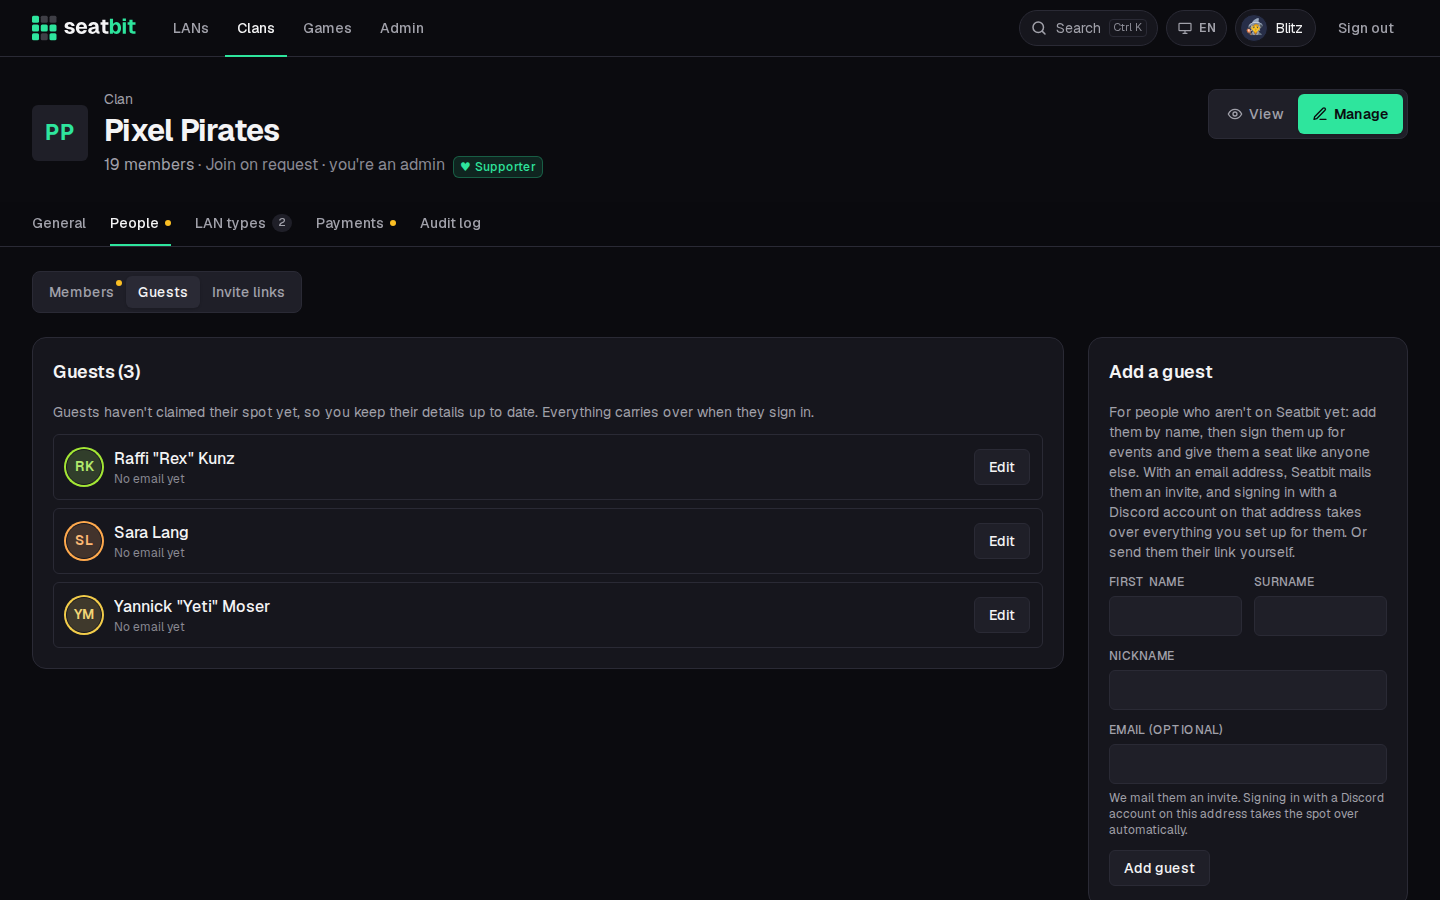 seatbit
LANs
Clans
Games
Admin
Search
Ctrl K
EN
Blitz
Sign out
PP
Clan
Pixel Pirates
19 members · Join on request · you're an admin
♥ Supporter
View
Manage
General
People
LAN types 2
Payments
Audit log
Members
Guests
Invite links
Guests (3)
Guests haven't claimed their spot yet, so you keep their details up to date. Everything carries over when they sign in.
RK
Raffi "Rex" Kunz
No email yet
Edit
SL
Sara Lang
No email yet
Edit
YM
Yannick "Yeti" Moser
No email yet
Edit
Add a guest
For people who aren't on Seatbit yet: add
them by name, then sign them up for
events and give them a seat like anyone
else. With an email address, Seatbit mails
them an invite, and signing in with a
Discord account on that address takes
over everything you set up for them. Or
send them their link yourself.
FIRST NAME
SURNAME
NICKNAME
EMAIL (OPTIONAL)
We mail them an invite. Signing in with a Discord
account on this address takes the spot over
automatically.
Add guest